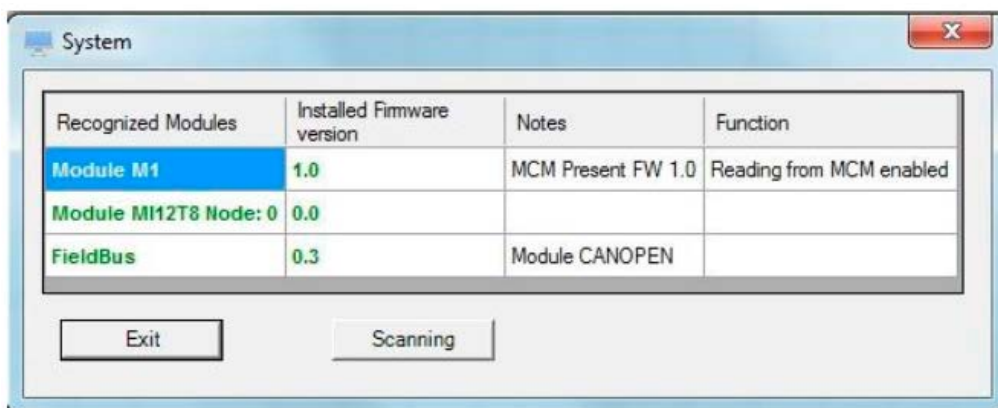 System
Recognized Modules Installed Firmware version Notes Function
Module M1 1.0 MCM Present FW 1.0 Reading from MCM enabled
Module MI12T8 Node: 0 0.0
FieldBus 0.3 Module CANOPEN
Exit Scanning